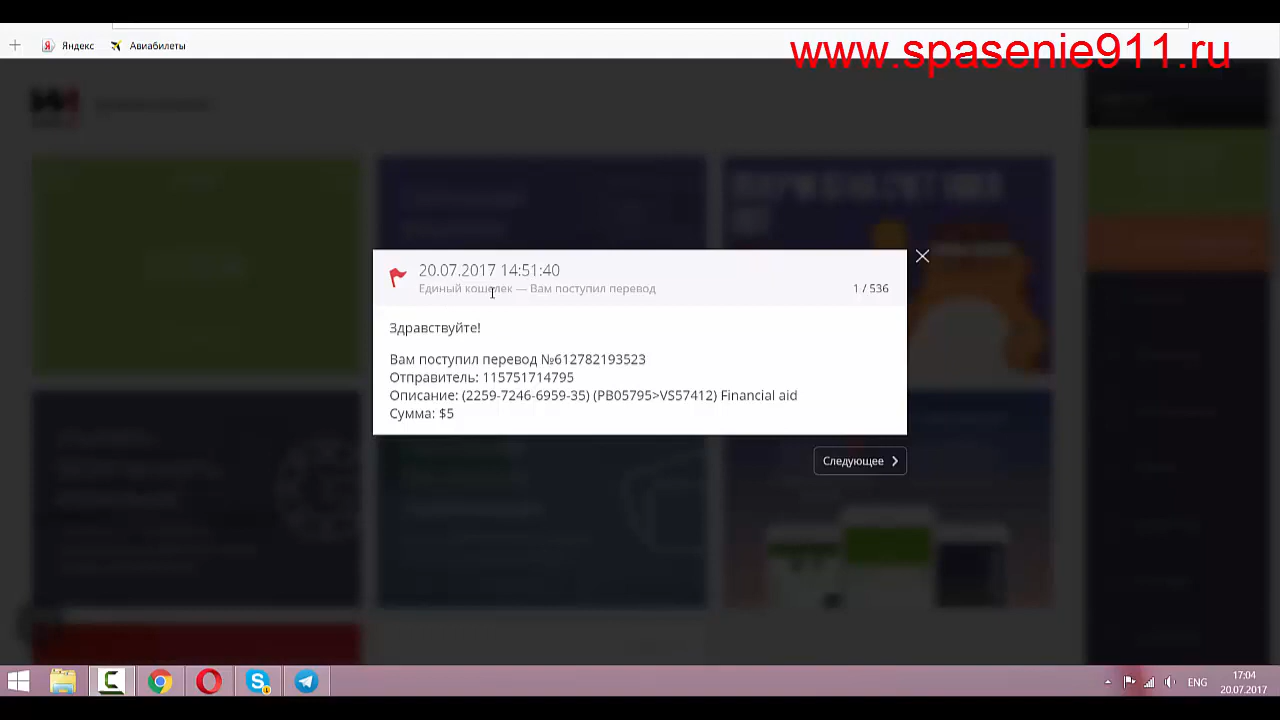 Яндекс
Авиабилеты
www.spasenie911.ru
20.07.2017 14:51:40
Единый кошелек — Вам поступил перевод
1 / 536
Здравствуйте!
Вам поступил перевод №612782193523
Отправитель: 115751714795
Описание: (2259-7246-6959-35) (PB05795>VS57412) Financial aid
Сумма: $5
Следующее
ENG
17:04
20.07.2017